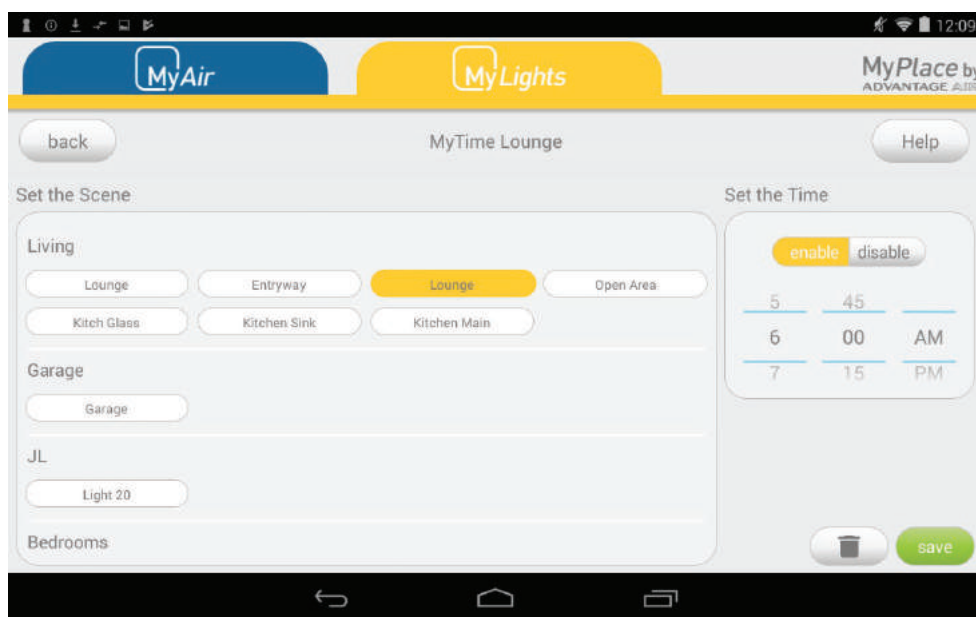 12:09
MyAir
MyLights
MyPlace by
ADVANTAGE AIR
back
MyTime Lounge
Help
Set the Scene
Set the Time
Living
enable disable
Lounge Entryway Lounge Open Area
Kitch Glass Kitchen Sink Kitchen Main
5 45
6 00 AM
7 15 PM
Garage
Garage
JL
Light 20
Bedrooms
save